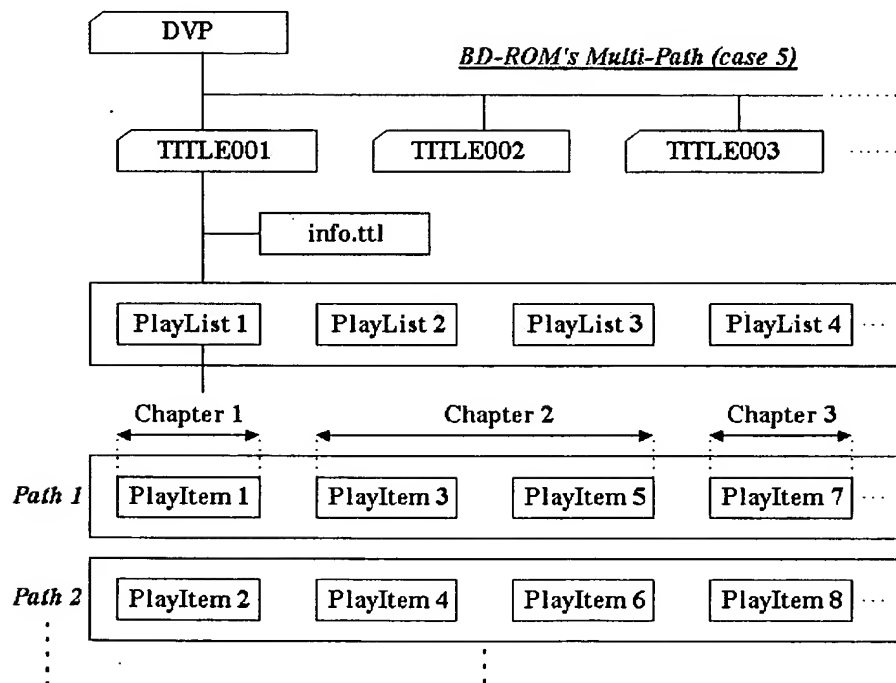 DVP
BD-ROM's Multi-Path (case 5)
TITLE001 TITLE002 TITLE003
info.ttl
PlayList 1 PlayList 2 PlayList 3 PlayList 4
Chapter 1 Chapter 2 Chapter 3
Path 1 PlayItem 1 PlayItem 3 PlayItem 5 PlayItem 7
Path 2 PlayItem 2 PlayItem 4 PlayItem 6 PlayItem 8